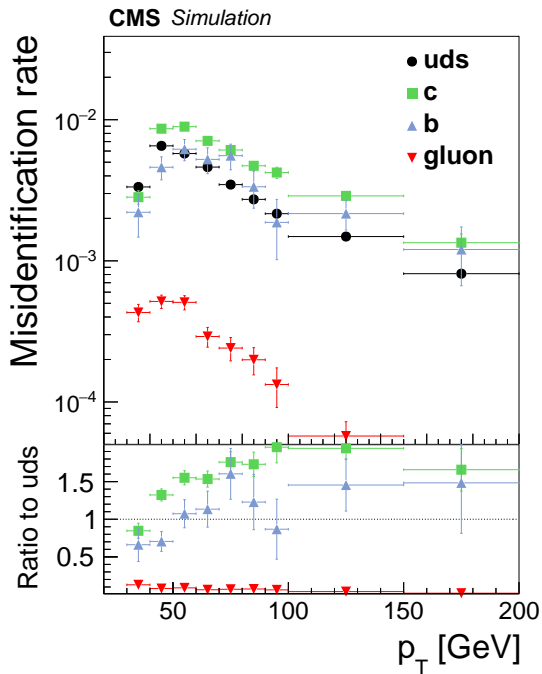 CMS Simulation
Misidentification rate
uds
c
b
gluon
10⁻²
10⁻³
10⁻⁴
Ratio to uds
1.5
1
0.5
50 100 150 200
p_T [GeV]